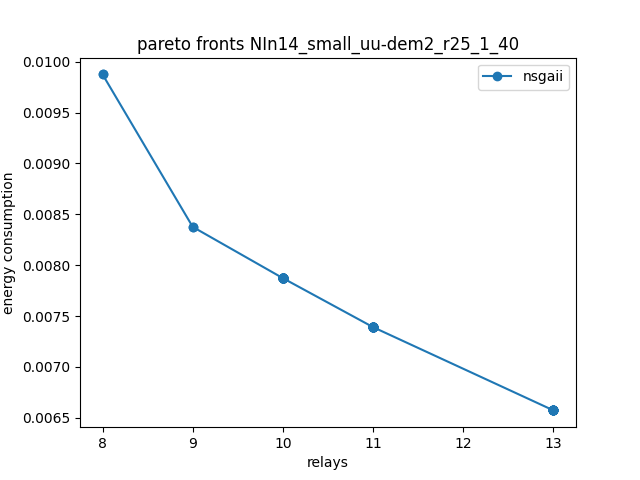 pareto fronts NIn14_small_uu-dem2_r25_1_40
nsgaii
0.0100
0.0095
0.0090
0.0085
0.0080
0.0075
0.0070
0.0065
energy consumption
8 9 10 11 12 13
relays